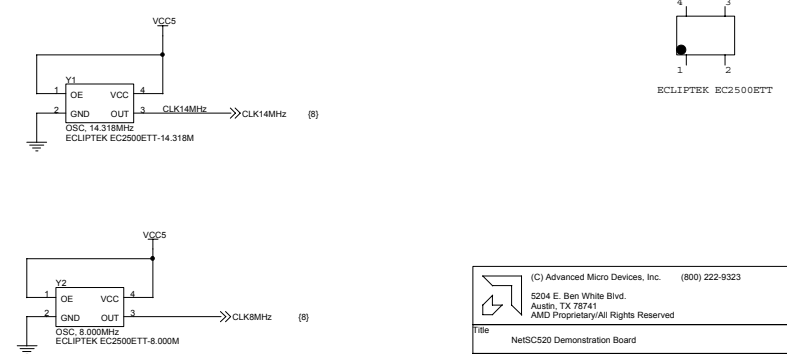 VCC5
Y1
1 OE VCC 4
2 GND OUT 3 CLK14MHz CLK14MHz {8}
OSC, 14.318MHz
ECLIPTEK EC2500ETT-14.318M
4 3
1 2
ECLIPTEK EC2500ETT
VCC5
Y2
1 OE VCC 4
2 GND OUT 3 CLK8MHz {8}
OSC, 8.000MHz
ECLIPTEK EC2500ETT-8.000M
(C) Advanced Micro Devices, Inc. (800) 222-9323
5204 E. Ben White Blvd.
Austin, TX 78741
AMD Proprietary/All Rights Reserved
Title
NetSC520 Demonstration Board